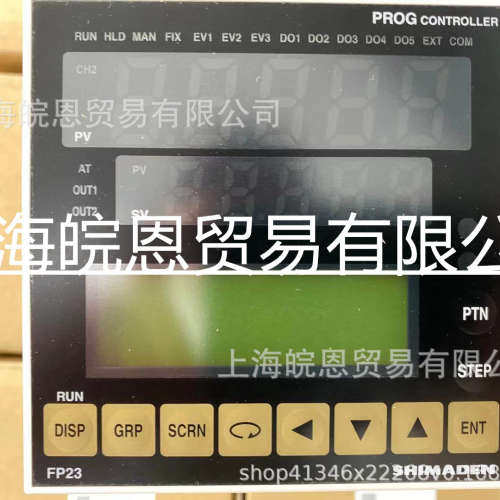 PROG CONTROLLER
RUN HLD MAN FIX EV1 EV2 EV3 DO1 DO2 DO3 DO4 DO5 EXT COM
CH2
海皖恩贸易有限公司
PV
AT PV
OUT1
OUT2 SV
海皖恩贸易有限公
PTN
上海皖恩贸易有限公
STEP
RUN
DISP GRP SCRN ENT
FP23 SHIMADEN